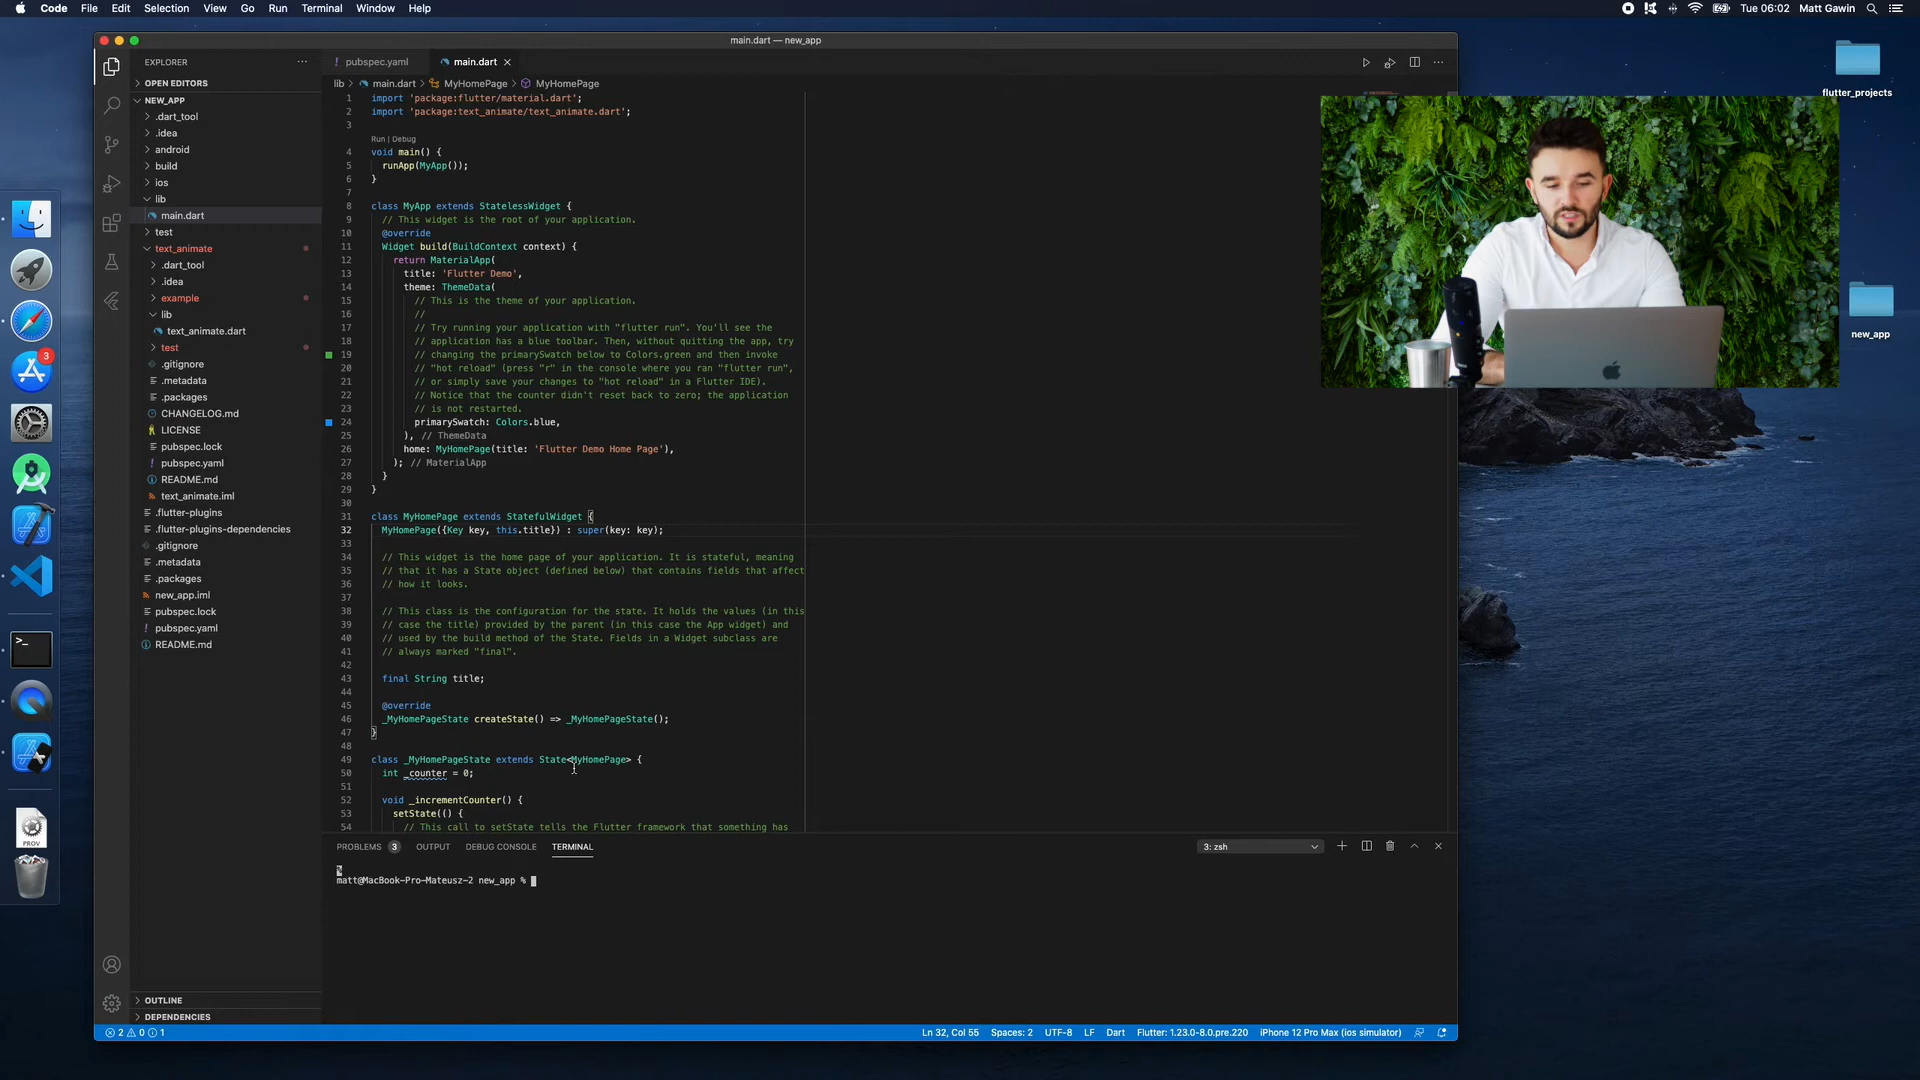 Code File Edit Selection View Go Run Terminal Window Help
Tue 06:02 Matt Gawin
main.dart — new_app
flutter_projects
new_app
3
PROV
EXPLORER
OPEN EDITORS
NEW_APP
.dart_tool
.idea
android
build
ios
lib
main.dart
test
text_animate
.dart_tool
.idea
example
lib
text_animate.dart
test
.gitignore
.metadata
.packages
CHANGELOG.md
LICENSE
pubspec.lock
pubspec.yaml
README.md
text_animate.iml
.flutter-plugins
.flutter-plugins-dependencies
.gitignore
.metadata
.packages
new_app.iml
pubspec.lock
pubspec.yaml
README.md
OUTLINE
DEPENDENCIES
pubspec.yaml main.dart
lib > main.dart > MyHomePage > MyHomePage
1 import 'package:flutter/material.dart';
2 import 'package:text_animate/text_animate.dart';
3
Run | Debug
4 void main() {
5 runApp(MyApp());
6 }
7
8 class MyApp extends StatelessWidget {
9 // This widget is the root of your application.
10 @override
11 Widget build(BuildContext context) {
12 return MaterialApp(
13 title: 'Flutter Demo',
14 theme: ThemeData(
15 // This is the theme of your application.
16 //
17 // Try running your application with "flutter run". You'll see the
18 // application has a blue toolbar. Then, without quitting the app, try
19 // changing the primarySwatch below to Colors.green and then invoke
20 // "hot reload" (press "r" in the console where you ran "flutter run",
21 // or simply save your changes to "hot reload" in a Flutter IDE).
22 // Notice that the counter didn't reset back to zero; the application
23 // is not restarted.
24 primarySwatch: Colors.blue,
25 ), // ThemeData
26 home: MyHomePage(title: 'Flutter Demo Home Page'),
27 ); // MaterialApp
28 }
29 }
30
31 class MyHomePage extends StatefulWidget {
32 MyHomePage({Key key, this.title}) : super(key: key);
33
34 // This widget is the home page of your application. It is stateful, meaning
35 // that it has a State object (defined below) that contains fields that affect
36 // how it looks.
37
38 // This class is the configuration for the state. It holds the values (in this
39 // case the title) provided by the parent (in this case the App widget) and
40 // used by the build method of the State. Fields in a Widget subclass are
41 // always marked "final".
42
43 final String title;
44
45 @override
46 _MyHomePageState createState() => _MyHomePageState();
47 }
48
49 class _MyHomePageState extends State<MyHomePage> {
50 int _counter = 0;
51
52 void _incrementCounter() {
53 setState(() {
54 // This call to setState tells the Flutter framework that something has
PROBLEMS 3 OUTPUT DEBUG CONSOLE TERMINAL 3: zsh
%
matt@MacBook-Pro-Mateusz-2 new_app %
2 0 1 Ln 32, Col 55 Spaces: 2 UTF-8 LF Dart Flutter: 1.23.0-8.0.pre.220 iPhone 12 Pro Max (ios simulator)